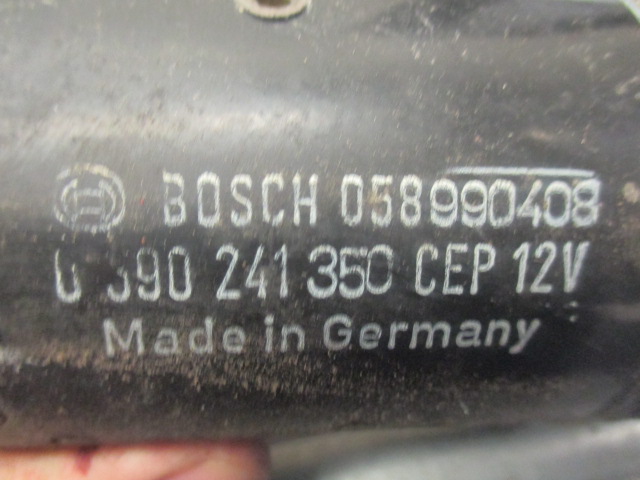 BOSCH 058990408
0 390 241 350 CEP 12V
Made in Germany